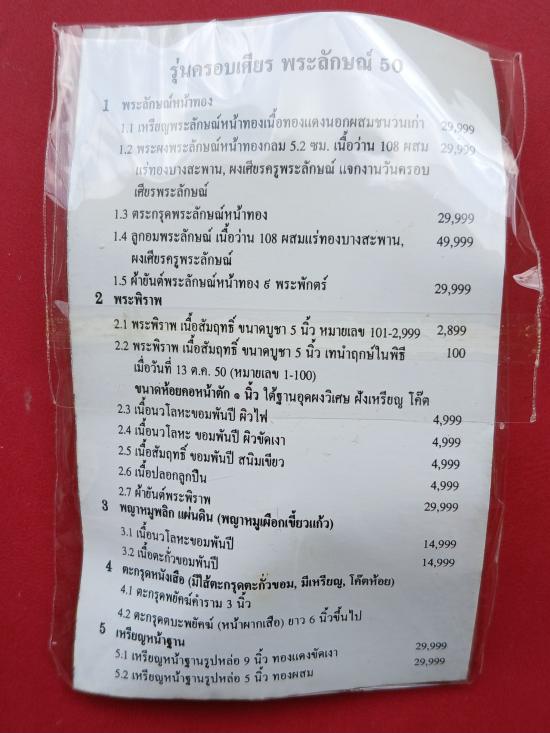 รุ่นครอบเศียร พระลักษณ์ 50
1 พระลักษณ์หน้าทอง
1.1 เหรียญพระลักษณ์หน้าทองเนื้อทองแดงนอกผสมชนวนเก่า 29,999
1.2 พระผงพระลักษณ์หน้าทองกลม 5.2 ซม. เนื้อว่าน 108 ผสม 29,999
แร่ทองบางสะพาน, ผงเศียรครูพระลักษณ์ แจกงานวันครอบ
เศียรพระลักษณ์
1.3 ตระกรุดพระลักษณ์หน้าทอง 29,999
1.4 ลูกอมพระลักษณ์ เนื้อว่าน 108 ผสมแร่ทองบางสะพาน, 49,999
ผงเศียรครูพระลักษณ์
1.5 ผ้ายันต์พระลักษณ์หน้าทอง ๙ พระพักตร์ 29,999
2 พระพิราพ
2.1 พระพิราพ เนื้อสัมฤทธิ์ ขนาดบูชา 5 นิ้ว หมายเลข 101-2,999 2,899
2.2 พระพิราพ เนื้อสัมฤทธิ์ ขนาดบูชา 5 นิ้ว เทนำฤกษ์ในพิธี 100
เมื่อวันที่ 13 ต.ค. 50 (หมายเลข 1-100)
ขนาดห้อยคอหน้าตัก ๑ นิ้ว ใต้ฐานอุดผงวิเศษ ฝังเหรียญ โค๊ต
2.3 เนื้อนวโลหะขอมพันปี ผิวไฟ 4,999
2.4 เนื้อนวโลหะ ขอมพันปี ผิวขัดเงา 4,999
2.5 เนื้อสัมฤทธิ์ ขอมพันปี สนิมเขียว 4,999
2.6 เนื้อปลอกลูกปืน 4,999
2.7 ผ้ายันต์พระพิราพ 29,999
3 พญาหมูพลิก แผ่นดิน (พญาหมูเผือกเขี้ยวแก้ว)
3.1 เนื้อนวโลหะขอมพันปี 14,999
3.2 เนื้อตะกั่วขอมพันปี 14,999
4 ตะกรุดหนังเสือ (มีไส้ตะกรุดตะกั่วขอม, มีเหรียญ, โค๊ตห้อย)
4.1 ตะกรุดพยัคฆ์คำราม 3 นิ้ว
4.2 ตะกรุดตบะพยัคฆ์ (หน้าผากเสือ) ยาว 6 นิ้วขึ้นไป
5 เหรียญหน้าฐาน
5.1 เหรียญหน้าฐานรูปหล่อ 9 นิ้ว ทองแดงขัดเงา 29,999
5.2 เหรียญหน้าฐานรูปหล่อ 5 นิ้ว ทองผสม 29,999